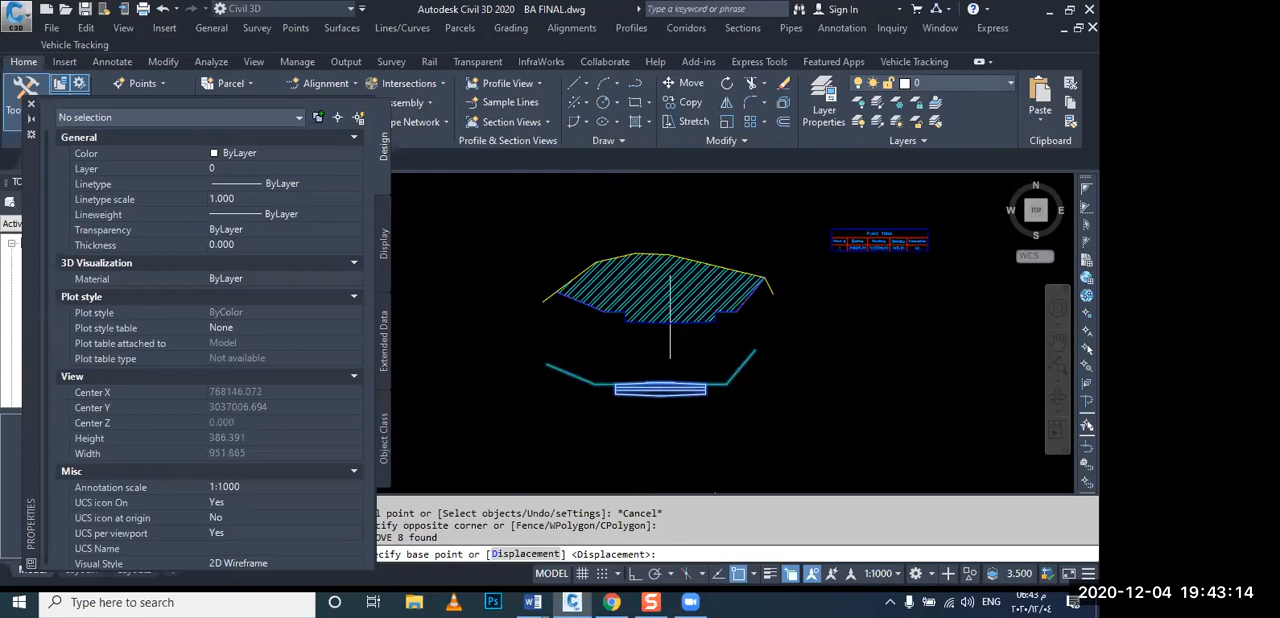 Civil 3D
Autodesk Civil 3D 2020 BA FINAL.dwg
Type a keyword or phrase
Sign In
C3D
File Edit View Insert General Survey Points Surfaces Lines/Curves Parcels Grading Alignments Profiles Corridors Sections Pipes Annotation Inquiry Window Express
Vehicle Tracking
Home Insert Annotate Modify Analyze View Manage Output Survey Rail Transparent InfraWorks Collaborate Help Add-ins Express Tools Featured Apps Vehicle Tracking
Points Parcel Alignment Intersections Profile View Move
Sample Lines Copy
Section Views Stretch
Layer Properties
0
Paste
Profile & Section Views Draw Modify Layers Clipboard
No selection
General
Color ByLayer
Layer 0
Linetype ByLayer
Linetype scale 1.000
Lineweight ByLayer
Transparency ByLayer
Thickness 0.000
3D Visualization
Material ByLayer
Plot style
Plot style ByColor
Plot style table None
Plot table attached to Model
Plot table type Not available
View
Center X 768146.072
Center Y 3037006.694
Center Z 0.000
Height 386.391
Width 951.865
Misc
Annotation scale 1:1000
UCS icon On Yes
UCS icon at origin No
UCS per viewport Yes
UCS Name
Visual Style 2D Wireframe
PROPERTIES
Design
Display
Extended Data
Object Class
Point Table
N
W TOP E
S
WCS
l point or [Select objects/Undo/seTtings]: *Cancel*
cify opposite corner or [Fence/WPolygon/CPolygon]:
OVE 8 found
ecify base point or [Displacement] <Displacement>:
MODEL 1:1000 3.500
Type here to search
ENG
2020-12-04 19:43:14